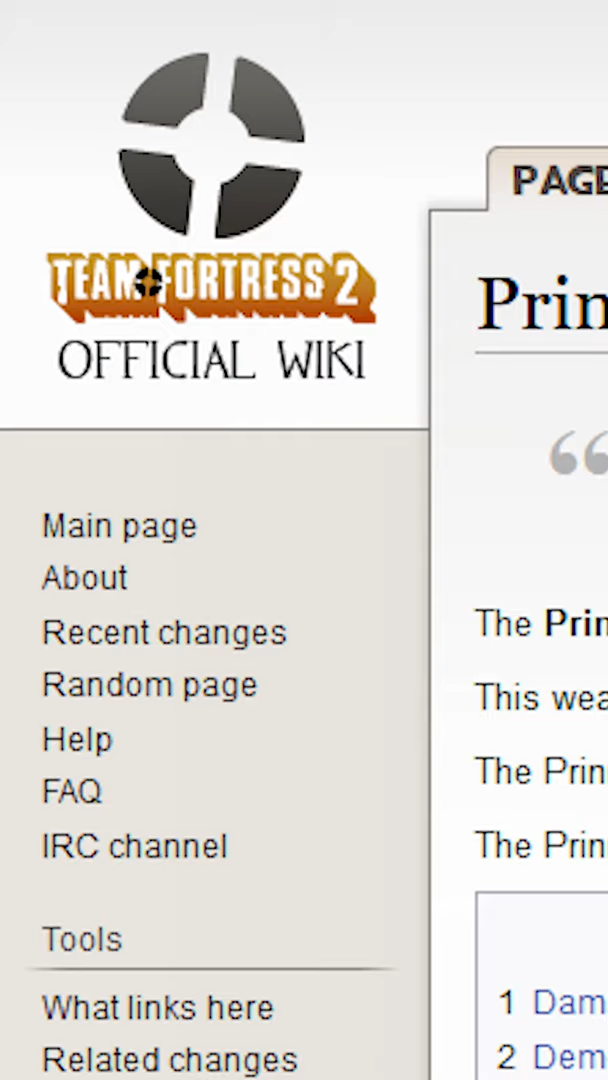 TEAM FORTRESS 2
OFFICIAL WIKI
Main page
About
Recent changes
Random page
Help
FAQ
IRC channel
Tools
What links here
Related changes
PAGE
Prin
“
The Prin
This wea
The Prin
The Prin
1 Dam
2 Dem